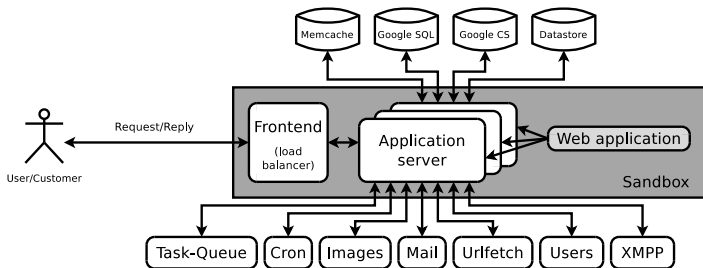 Memcache
Google SQL
Google CS
Datastore
Request/Reply
User/Customer
Frontend
(load
balancer)
Application
server
Web application
Sandbox
Task-Queue
Cron
Images
Mail
Urlfetch
Users
XMPP